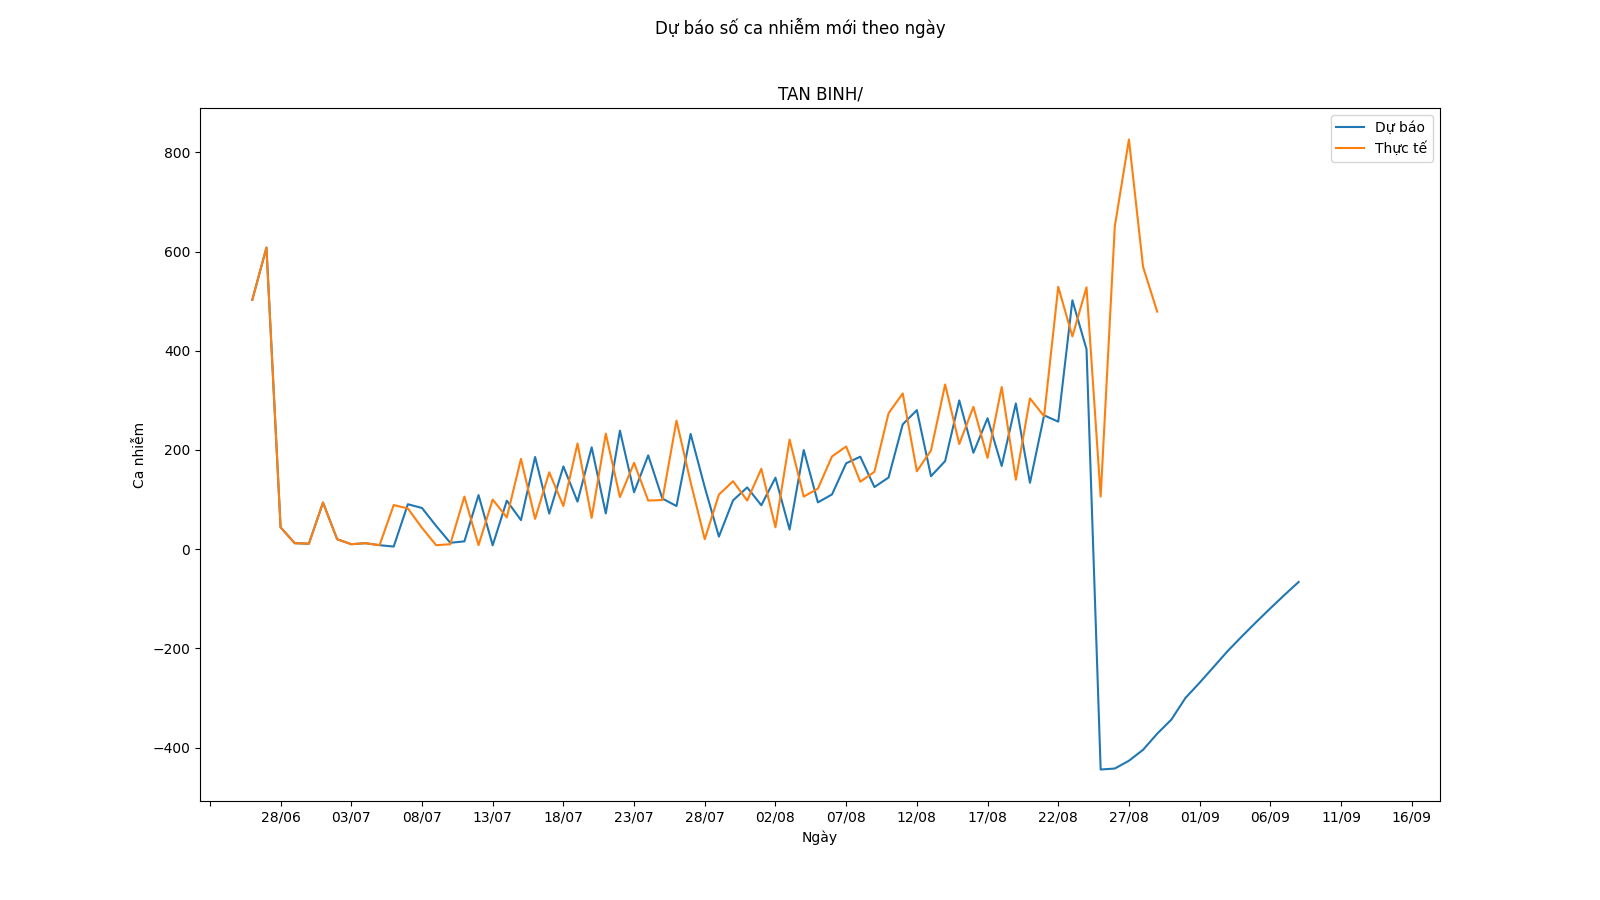 Dự báo số ca nhiễm mới theo ngày
TAN BINH/
Dự báo
Thực tế
Ca nhiễm
800
600
400
200
0
−200
−400
28/06 03/07 08/07 13/07 18/07 23/07 28/07 02/08 07/08 12/08 17/08 22/08 27/08 01/09 06/09 11/09 16/09
Ngày